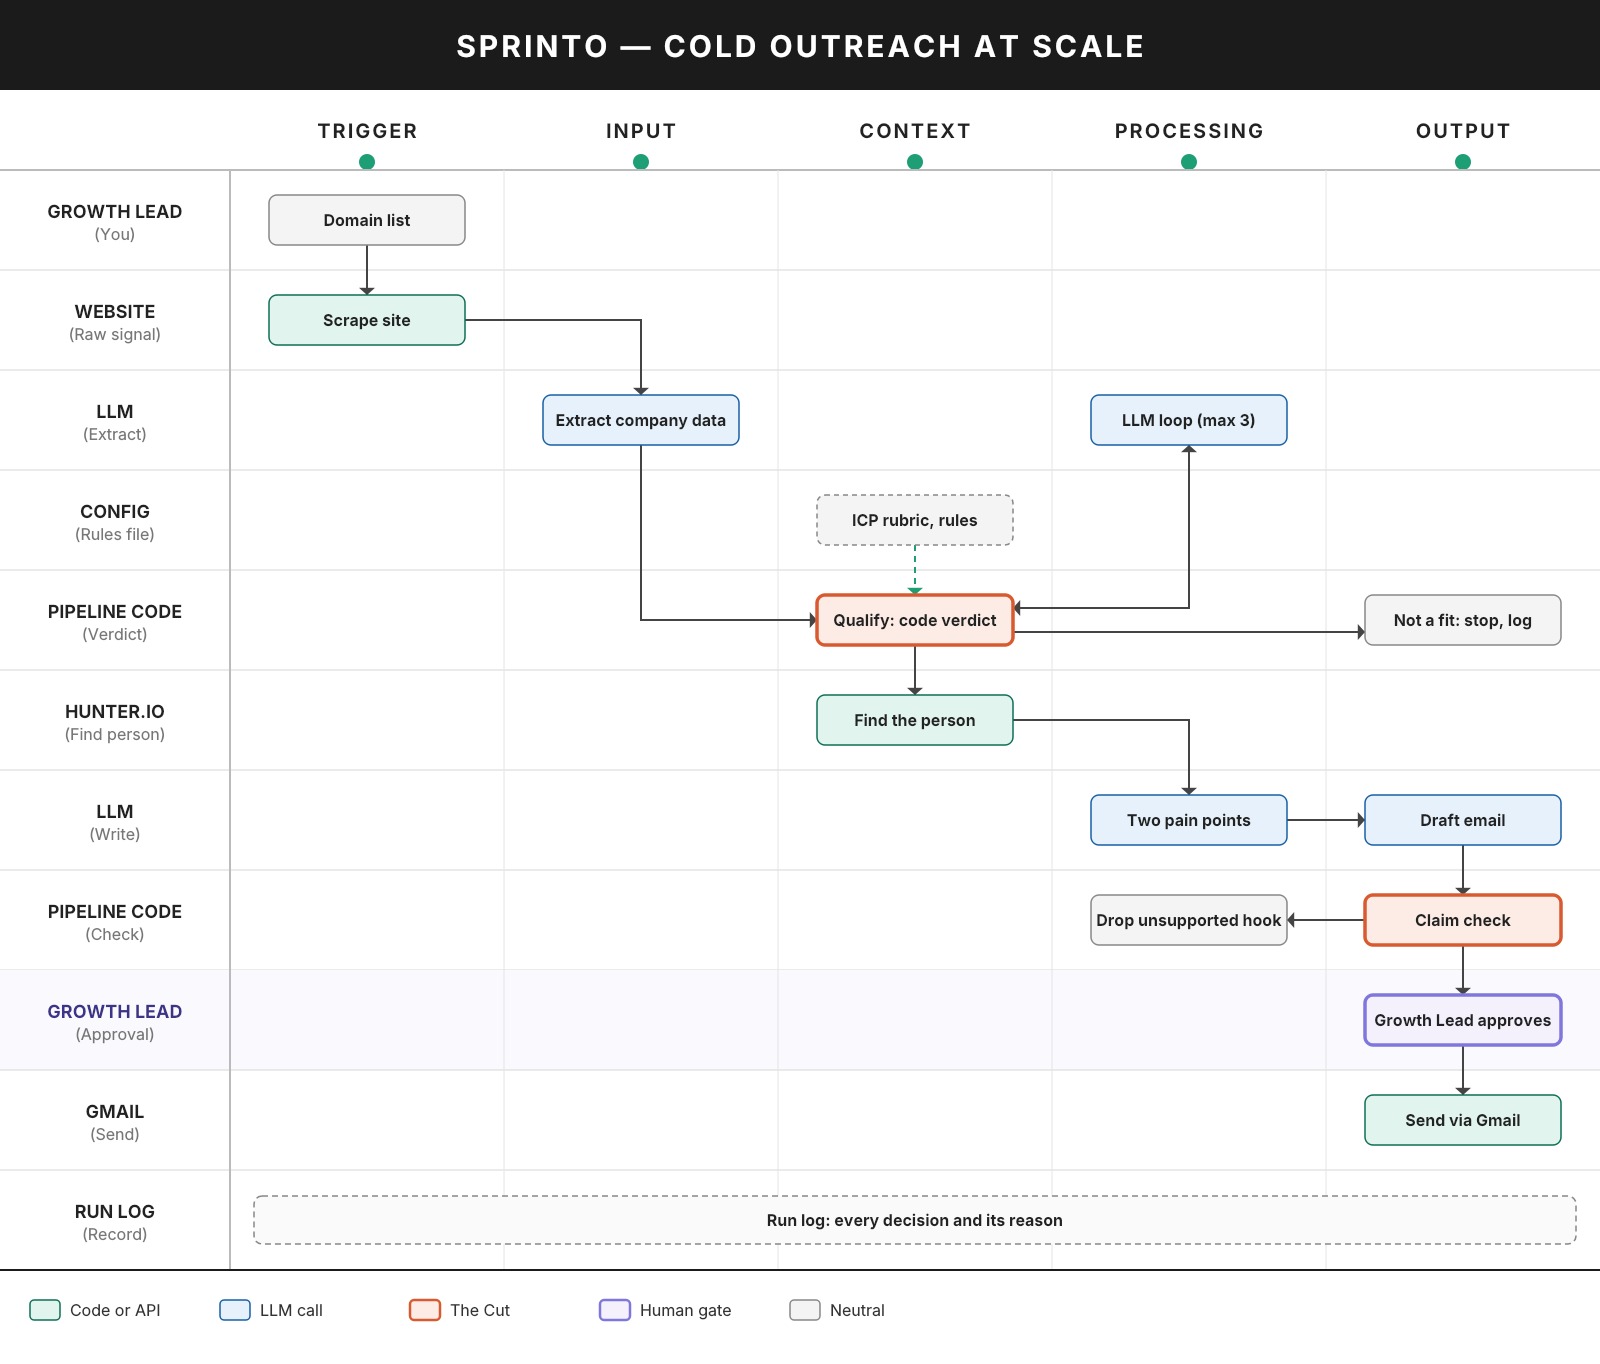 SPRINTO — COLD OUTREACH AT SCALE
TRIGGER
INPUT
CONTEXT
PROCESSING
OUTPUT
GROWTH LEAD
(You)
Domain list
WEBSITE
(Raw signal)
Scrape site
LLM
(Extract)
Extract company data
LLM loop (max 3)
CONFIG
(Rules file)
ICP rubric, rules
PIPELINE CODE
(Verdict)
Qualify: code verdict
Not a fit: stop, log
HUNTER.IO
(Find person)
Find the person
LLM
(Write)
Two pain points
Draft email
PIPELINE CODE
(Check)
Drop unsupported hook
Claim check
GROWTH LEAD
(Approval)
Growth Lead approves
GMAIL
(Send)
Send via Gmail
RUN LOG
(Record)
Run log: every decision and its reason
Code or API
LLM call
The Cut
Human gate
Neutral